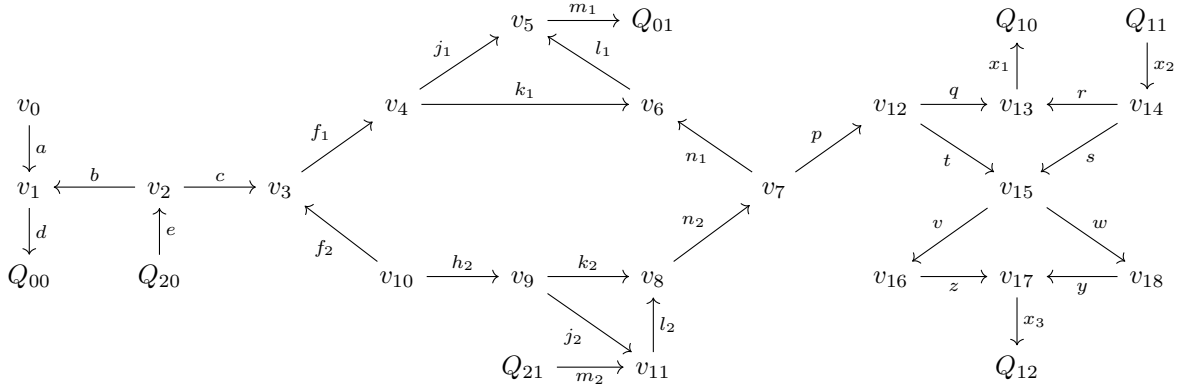 v₅ m₁ Q₀₁ Q₁₀ Q₁₁
j₁ l₁ x₁ x₂
v₀ v₄ k₁ v₆ v₁₂ q v₁₃ r v₁₄
a f₁ n₁ p t s
v₁ b v₂ c v₃ v₇ v₁₅
d e f₂ n₂ v w
Q₀₀ Q₂₀ v₁₀ h₂ v₉ k₂ v₈ v₁₆ z v₁₇ y v₁₈
j₂ l₂ x₃
Q₂₁ m₂ v₁₁ Q₁₂